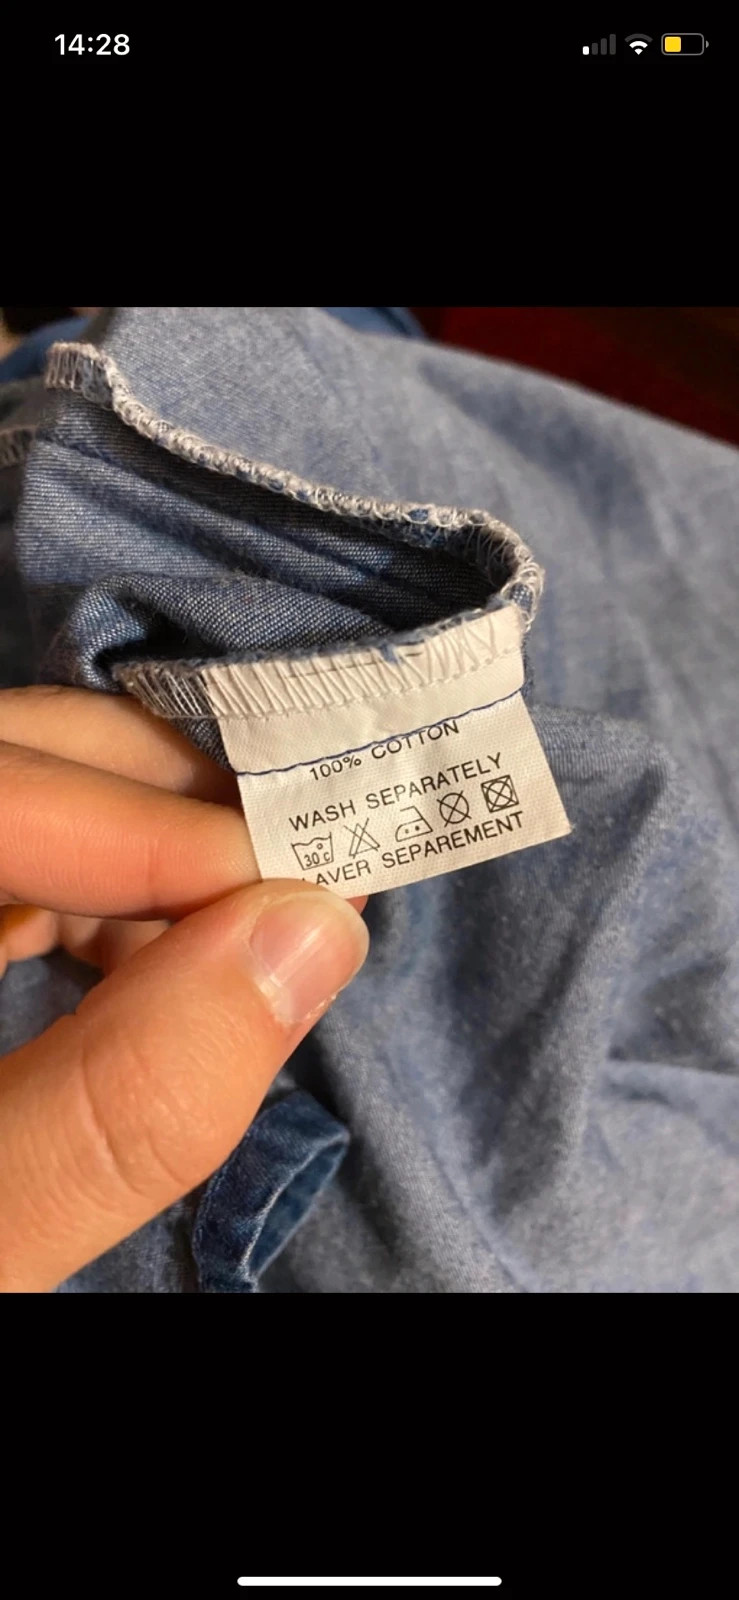 14:28
100% COTTON
WASH SEPARATELY
30°c
LAVER SEPAREMENT